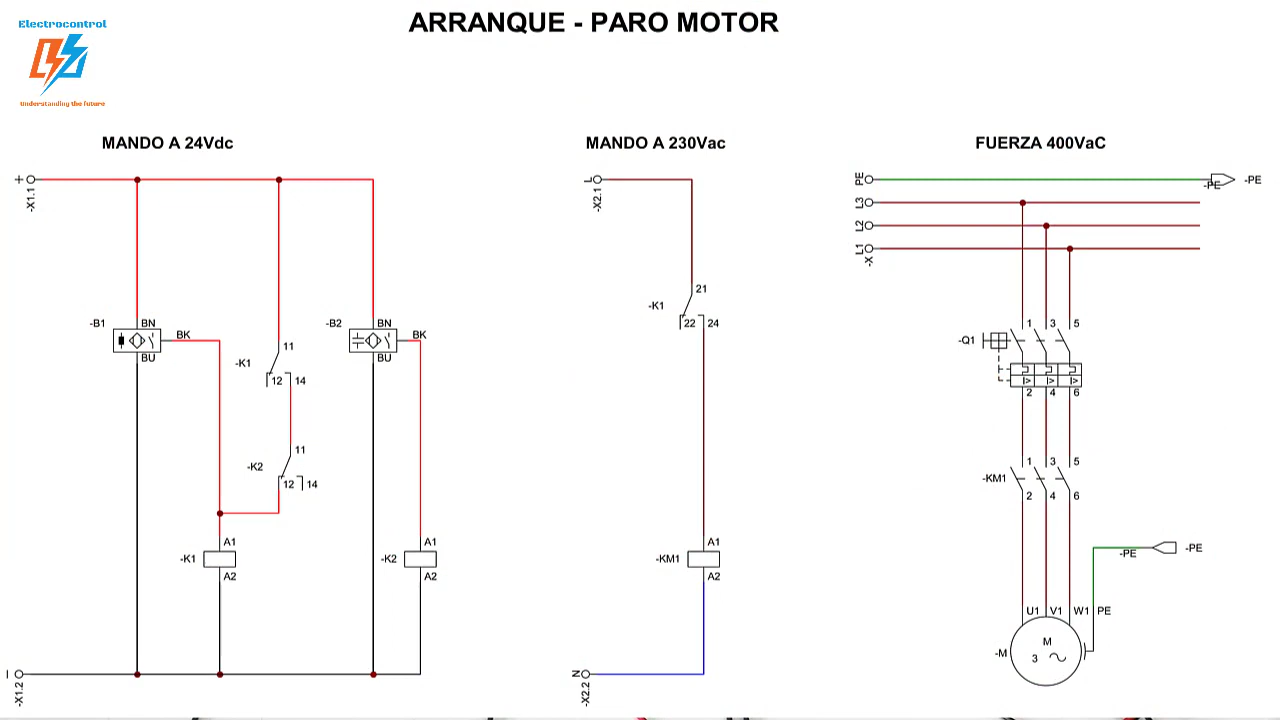 Electrocontrol
Understanding the future
ARRANQUE - PARO MOTOR
MANDO A 24Vdc
+
-X1.1
-B1
BN
BK
BU
-K1
11
12
14
-K2
11
12
14
-B2
BN
BK
BU
-K1
A1
A2
-K2
A1
A2
-X1.2
MANDO A 230Vac
L
-X2.1
-K1
21
22
24
-KM1
A1
A2
N
-X2.2
FUERZA 400VaC
PE
-PE
-PE
L3
L2
L1
-X
-Q1
1
3
5
I>
I>
I>
2
4
6
-KM1
1
3
5
2
4
6
-PE
-PE
U1
V1
W1
PE
-M
M
3